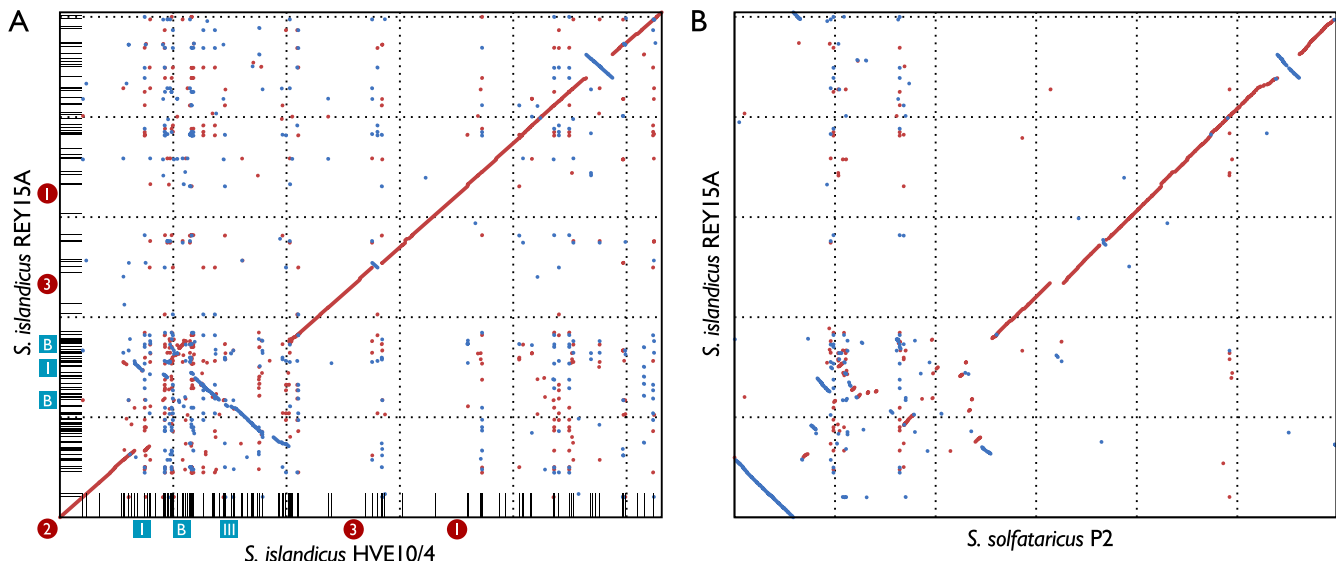 A
B
S. islandicus REY15A
1
3
B
I
B
2
I
B
III
3
1
S. islandicus HVE10/4
S. islandicus REY15A
S. solfataricus P2